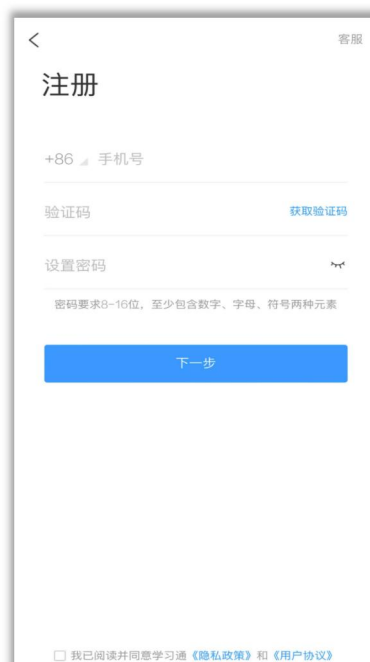 客服
注册
+86 手机号
验证码 获取验证码
设置密码
密码要求8-16位，至少包含数字、字母、符号两种元素
下一步
我已阅读并同意学习通《隐私政策》和《用户协议》